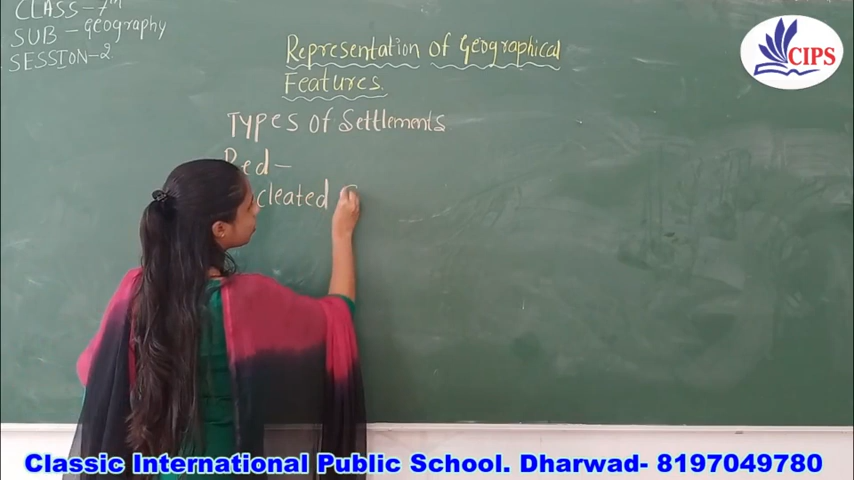 CLASS - 7th
SUB - Geography
SESSION-2
CIPS
Representation of Geographical
Features.
Types of Settlements
Red -
cleated
Classic International Public School. Dharwad- 8197049780